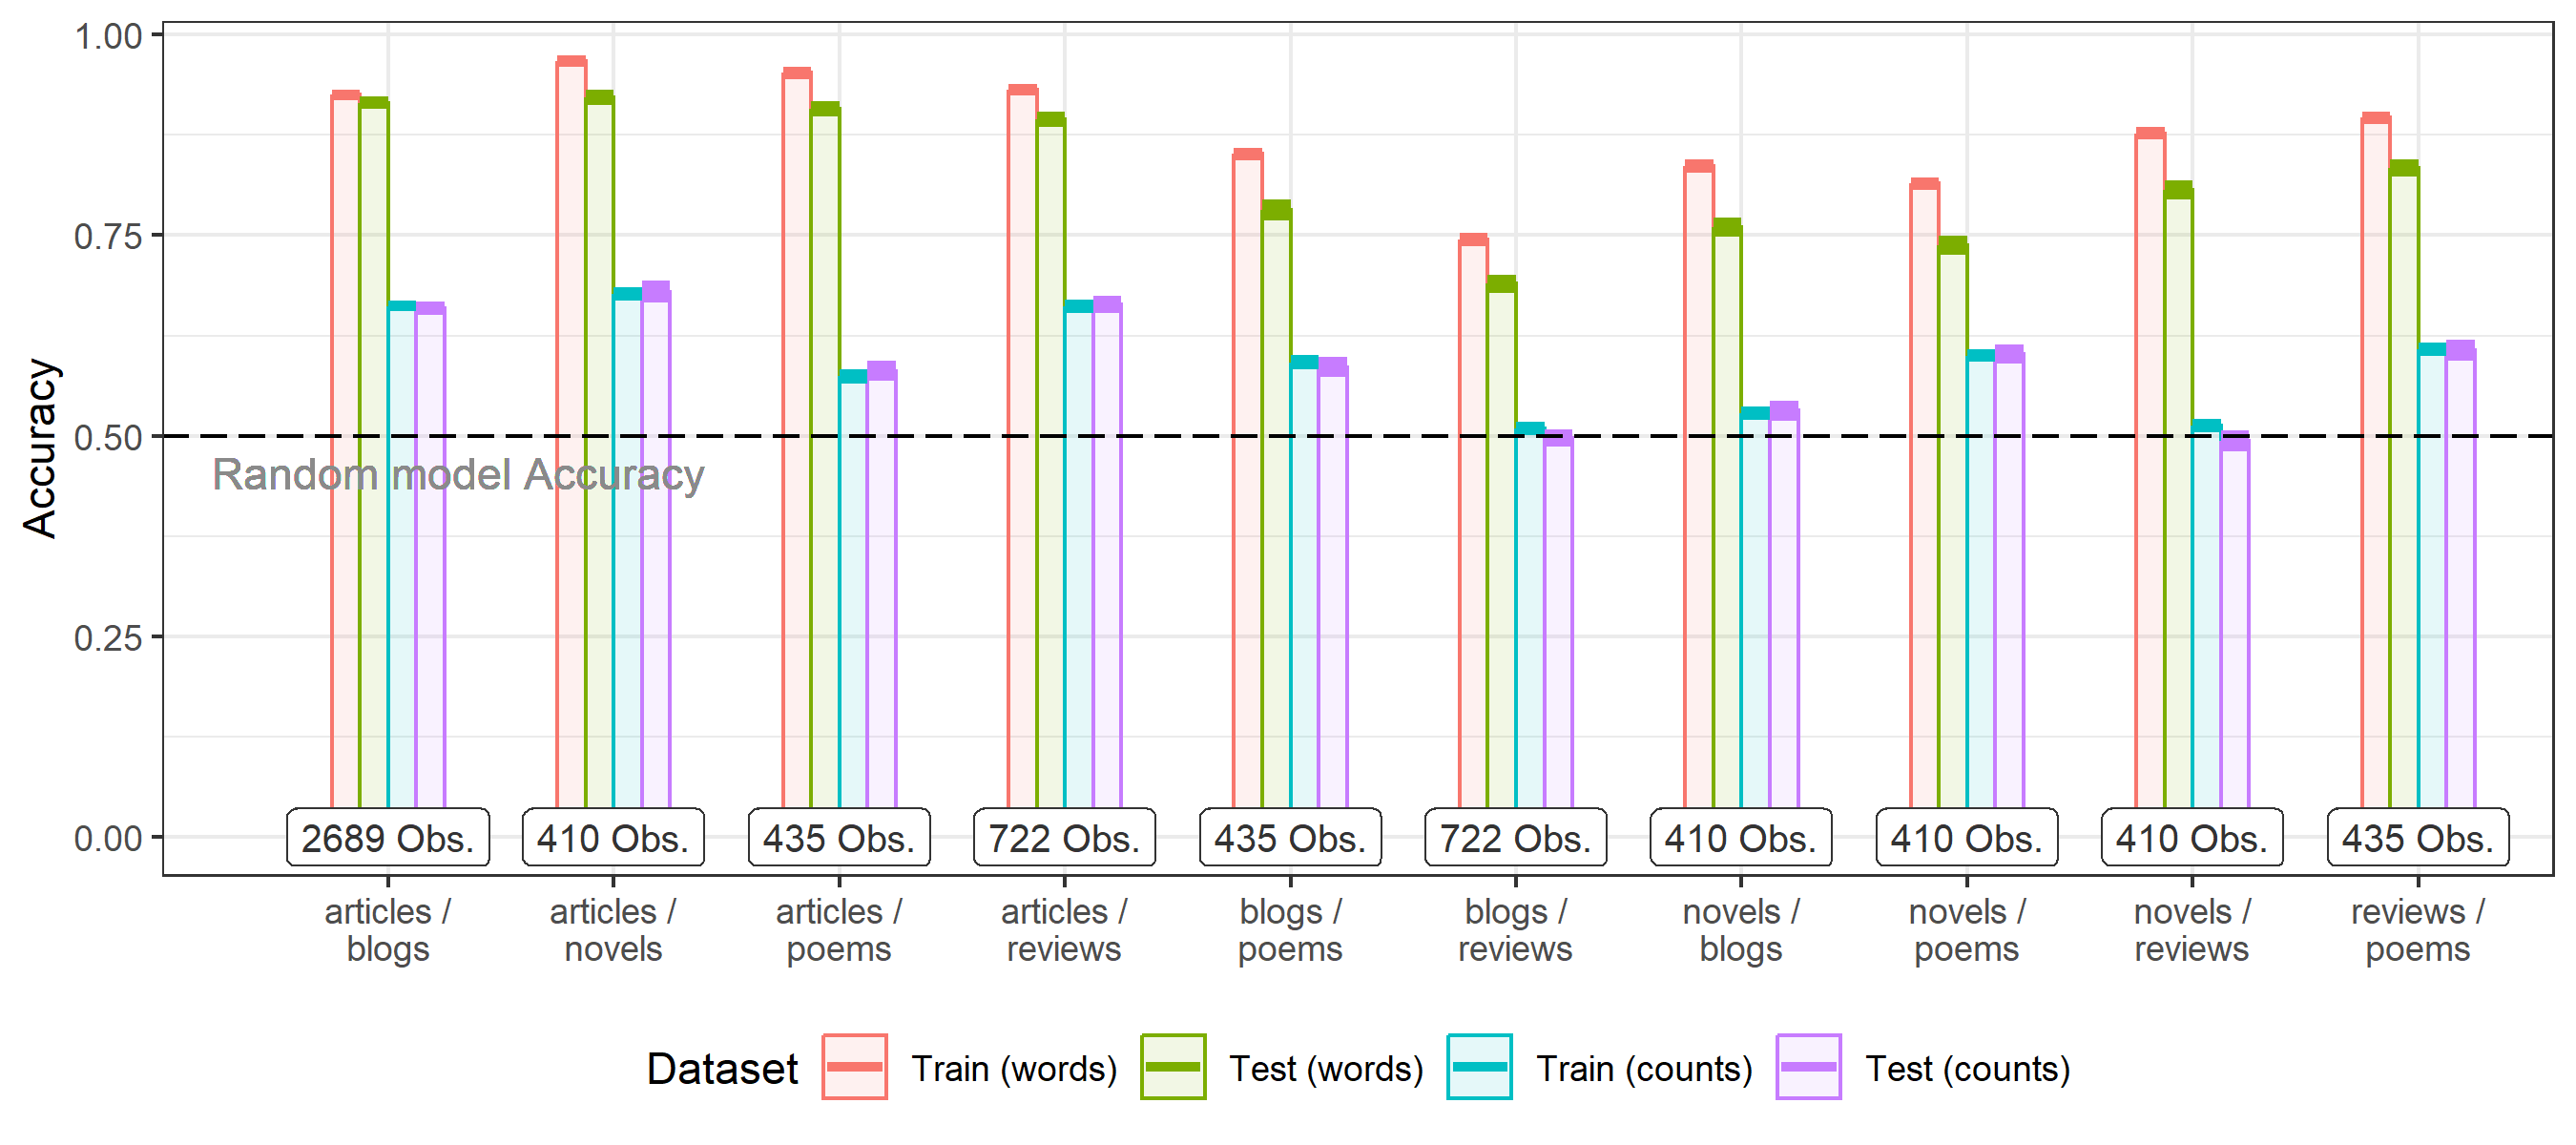 1.00
0.75
0.50
0.25
0.00
Accuracy
Random model Accuracy
2689 Obs.
410 Obs.
435 Obs.
722 Obs.
435 Obs.
722 Obs.
410 Obs.
410 Obs.
410 Obs.
435 Obs.
articles /
blogs
articles /
novels
articles /
poems
articles /
reviews
blogs /
poems
blogs /
reviews
novels /
blogs
novels /
poems
novels /
reviews
reviews /
poems
Dataset
Train (words)
Test (words)
Train (counts)
Test (counts)